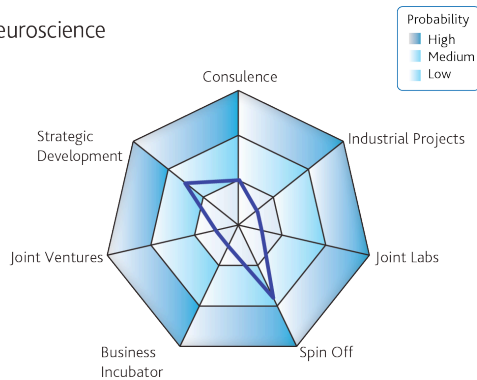 euroscience
Probability
High
Medium
Low
Consulence
Strategic
Development
Industrial Projects
Joint Ventures
Joint Labs
Business
Incubator
Spin Off